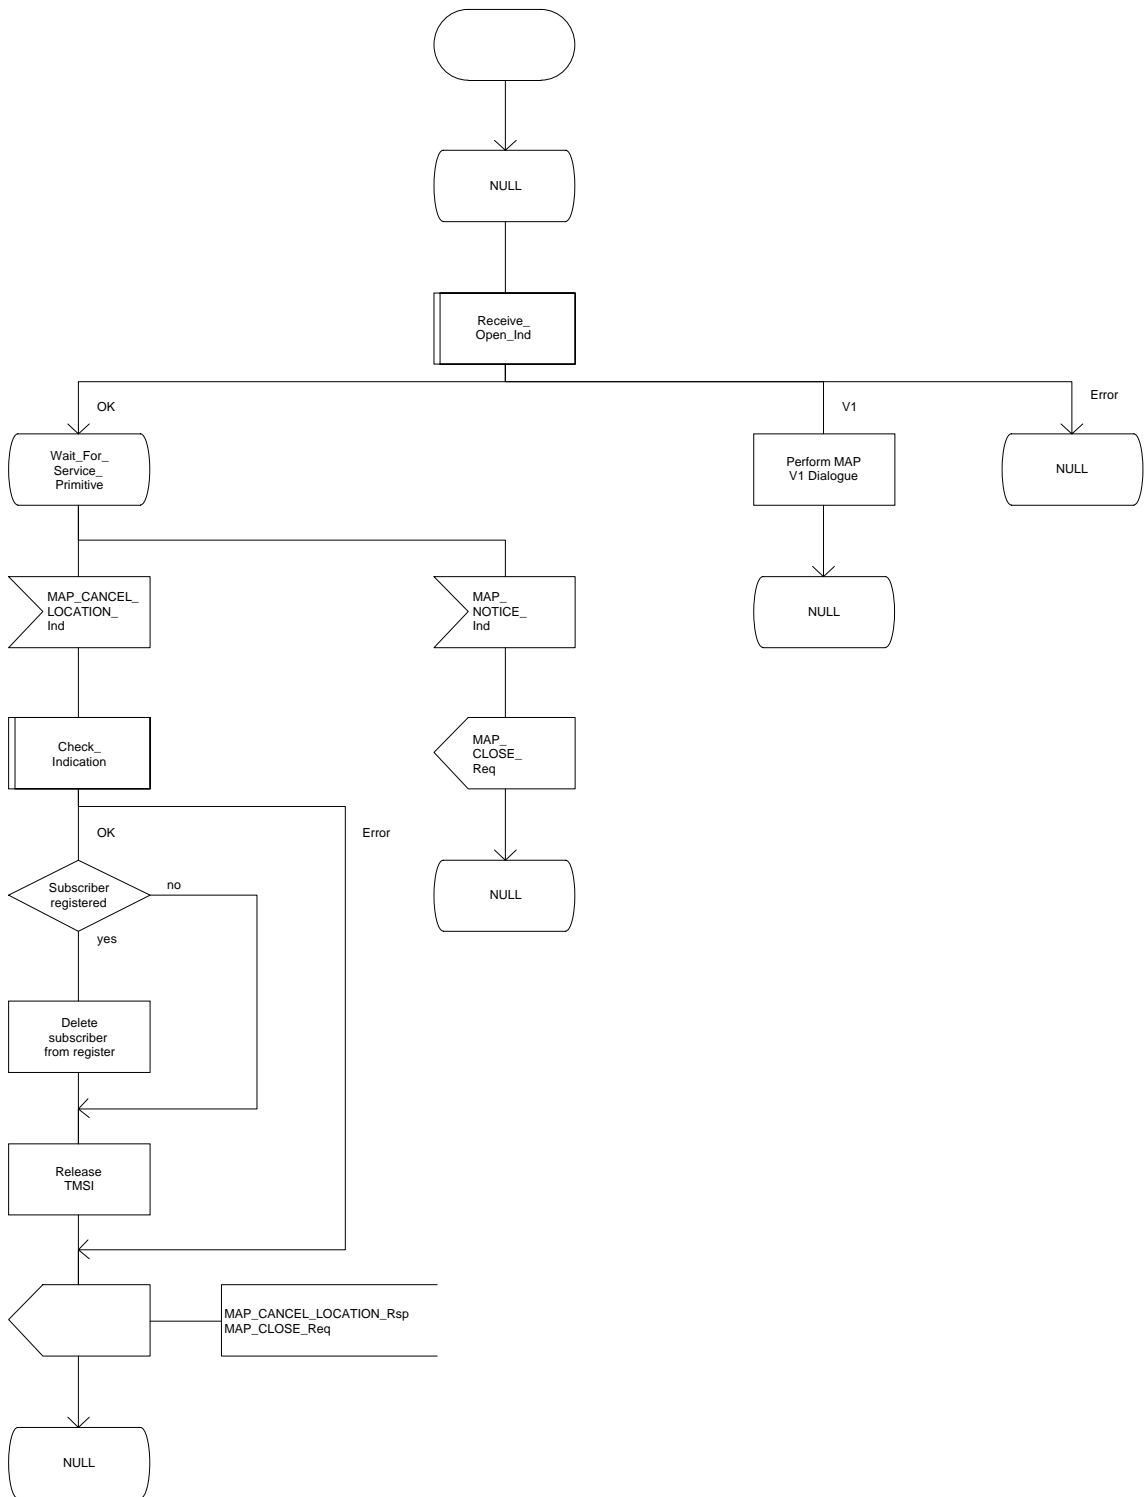 NULL
Receive_
Open_Ind
OK
V1
Error
Wait_For_
Service_
Primitive
Perform MAP
V1 Dialogue
NULL
MAP_CANCEL_
LOCATION_
Ind
MAP_
NOTICE_
Ind
NULL
Check_
Indication
MAP_
CLOSE_
Req
OK
Error
Subscriber
registered
no
yes
NULL
Delete
subscriber
from register
Release
TMSI
MAP_CANCEL_LOCATION_Rsp
MAP_CLOSE_Req
NULL